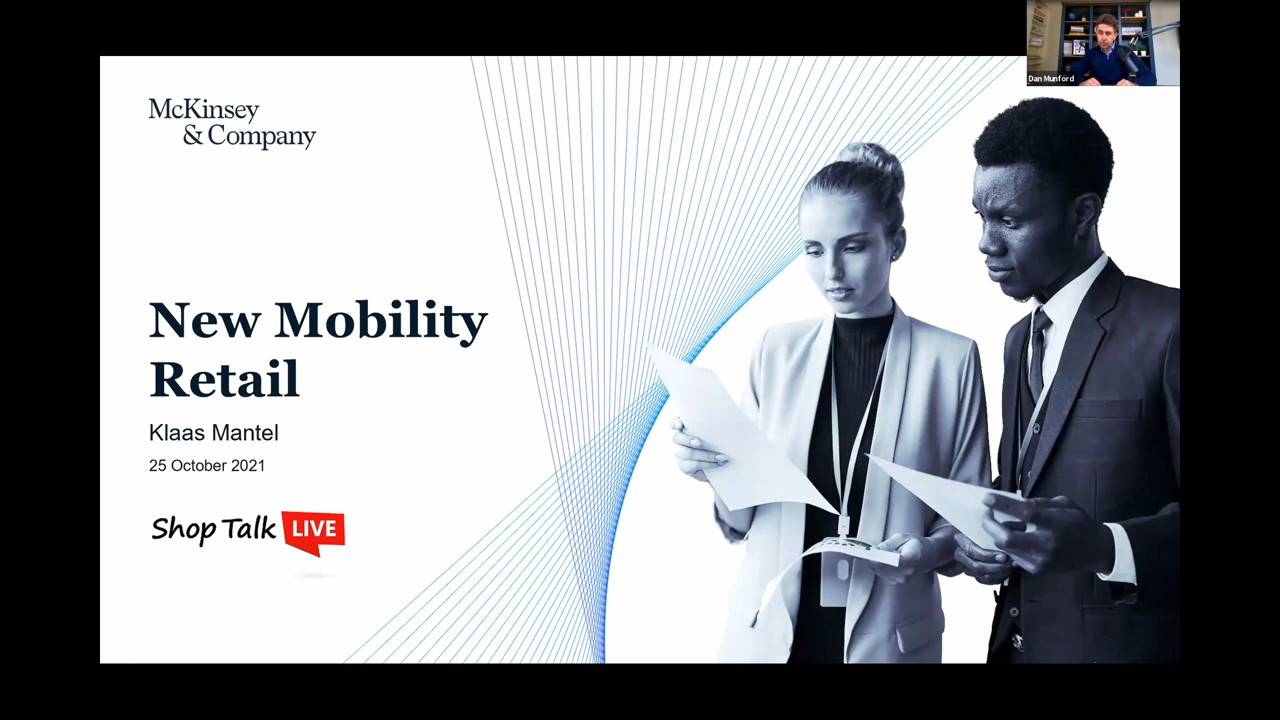 McKinsey
& Company
New Mobility
Retail
Klaas Mantel
25 October 2021
Shop Talk LIVE
Dan Munford